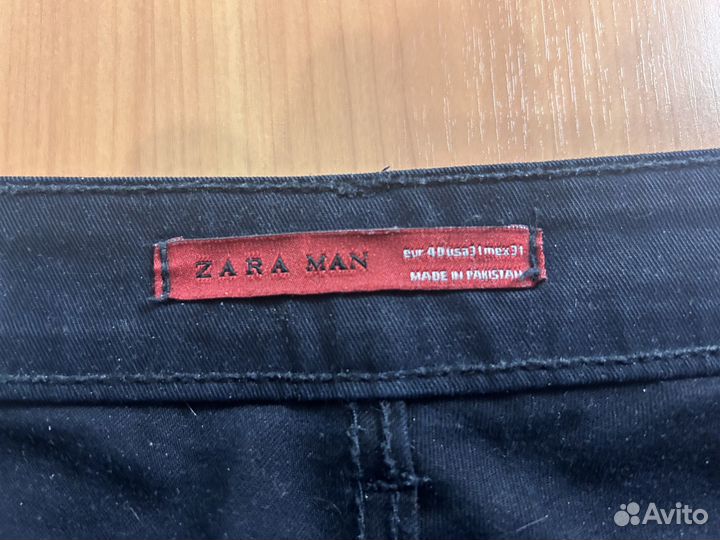 ZARA MAN
eur 40 usa 31 mex 31
MADE IN PAKISTAN
Avito